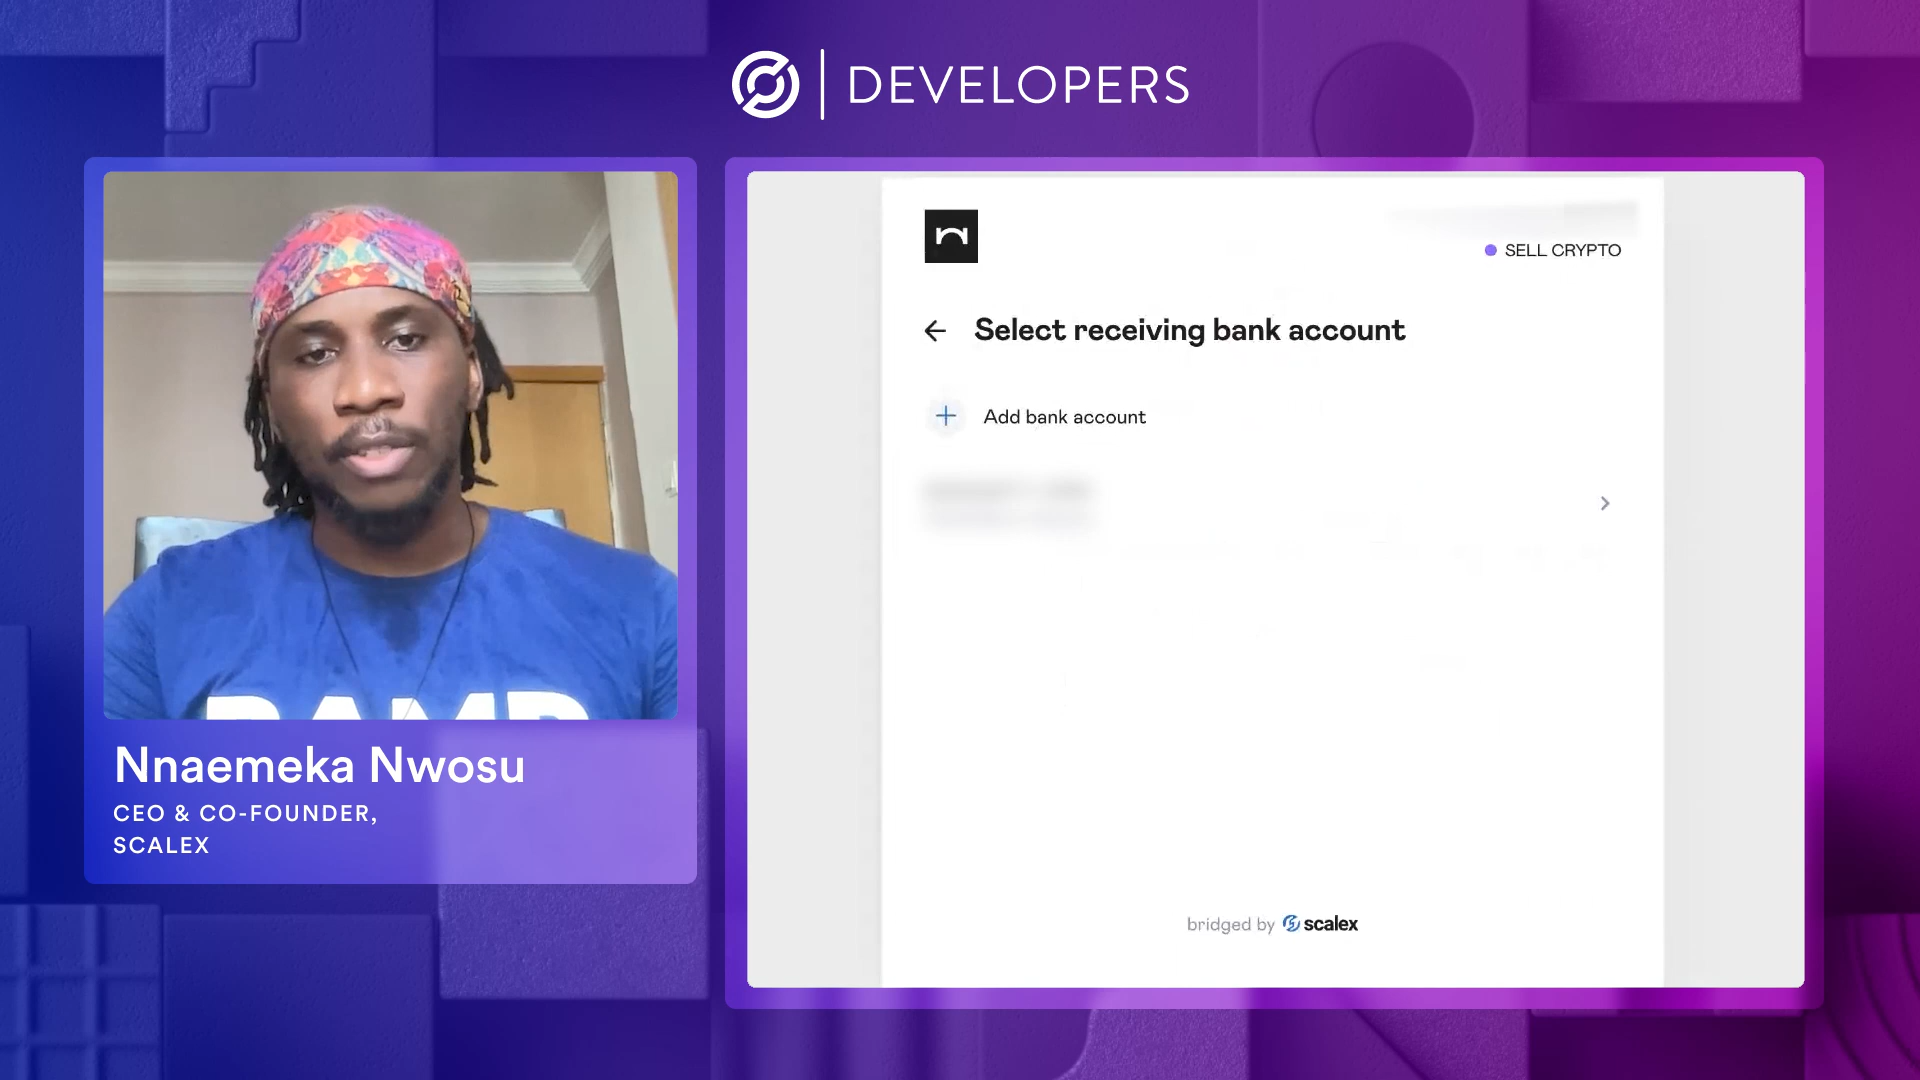 DEVELOPERS
Nnaemeka Nwosu
CEO & CO-FOUNDER,
SCALEX
SELL CRYPTO
Select receiving bank account
Add bank account
bridged by scalex